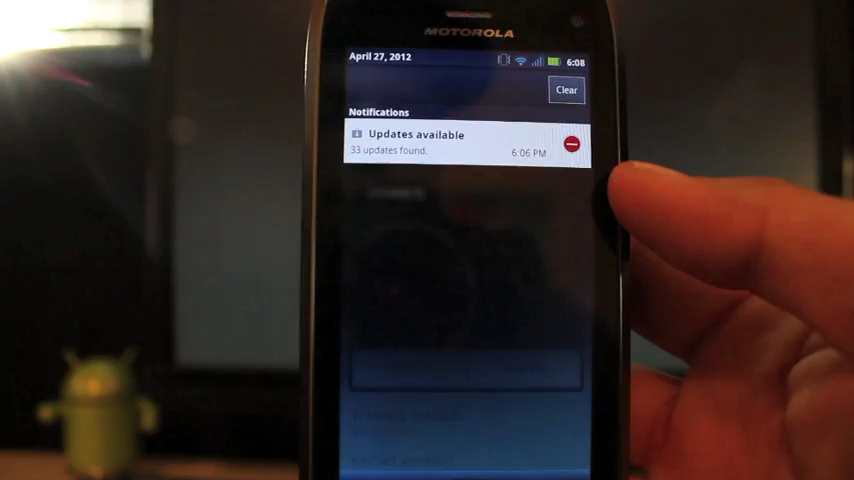 MOTOROLA
April 27, 2012 6:08
Clear
Notifications
Updates available
33 updates found. 6:06 PM